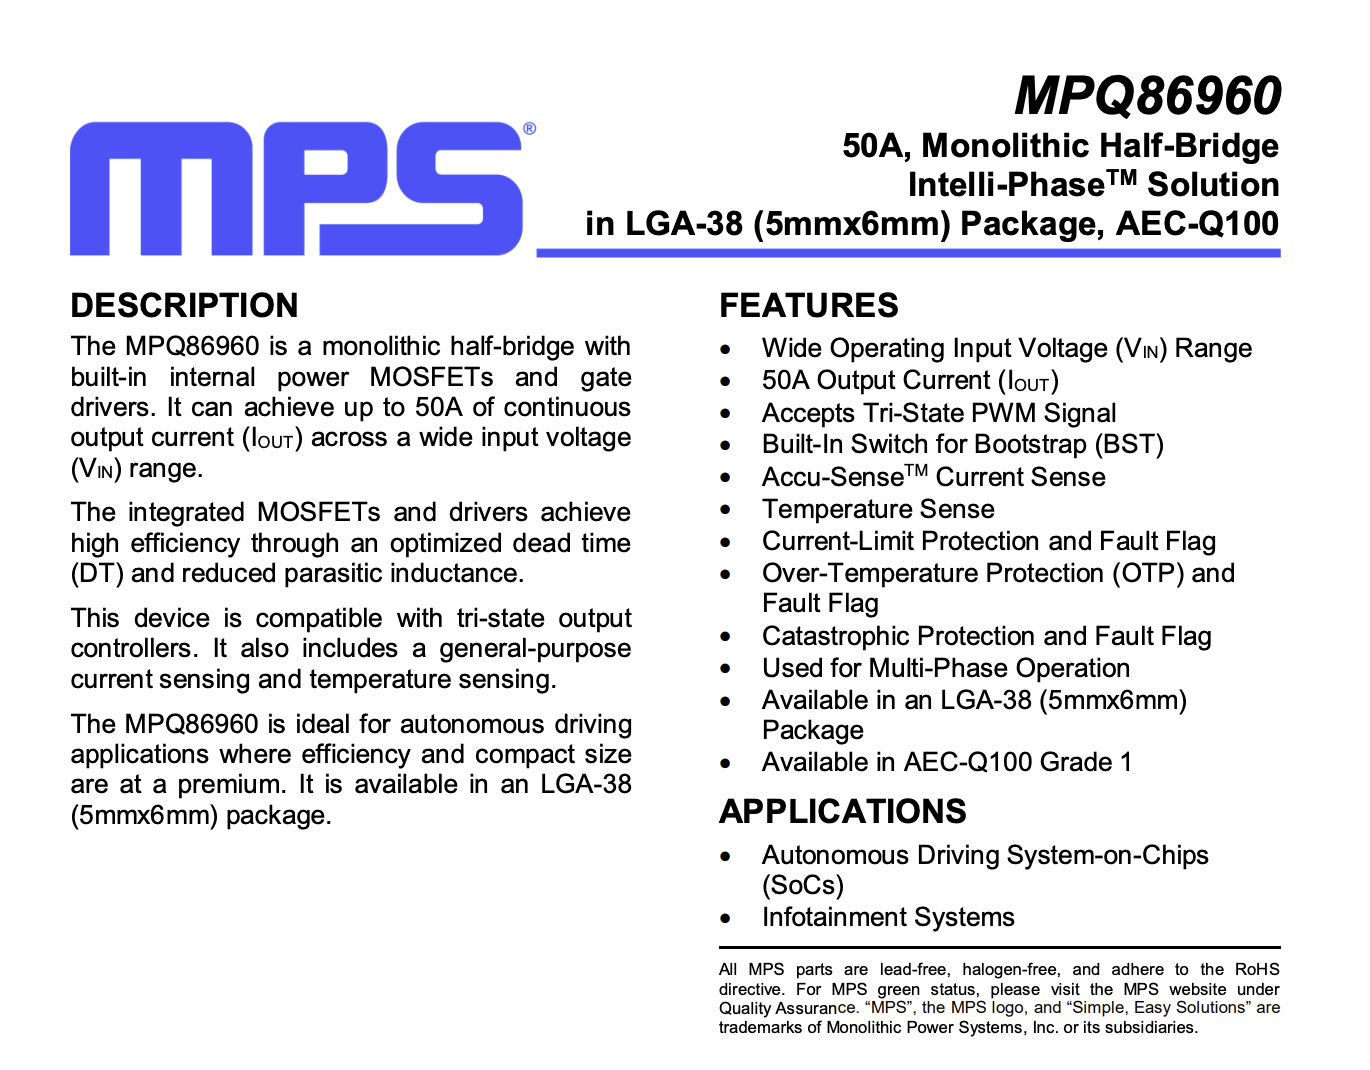 MPS®
MPQ86960
50A, Monolithic Half-Bridge
Intelli-Phase™ Solution
in LGA-38 (5mmx6mm) Package, AEC-Q100
DESCRIPTION
The MPQ86960 is a monolithic half-bridge with
built-in internal power MOSFETs and gate
drivers. It can achieve up to 50A of continuous
output current (IOUT) across a wide input voltage
(VIN) range.
The integrated MOSFETs and drivers achieve
high efficiency through an optimized dead time
(DT) and reduced parasitic inductance.
This device is compatible with tri-state output
controllers. It also includes a general-purpose
current sensing and temperature sensing.
The MPQ86960 is ideal for autonomous driving
applications where efficiency and compact size
are at a premium. It is available in an LGA-38
(5mmx6mm) package.
FEATURES
• Wide Operating Input Voltage (VIN) Range
• 50A Output Current (IOUT)
• Accepts Tri-State PWM Signal
• Built-In Switch for Bootstrap (BST)
• Accu-Sense™ Current Sense
• Temperature Sense
• Current-Limit Protection and Fault Flag
• Over-Temperature Protection (OTP) and
Fault Flag
• Catastrophic Protection and Fault Flag
• Used for Multi-Phase Operation
• Available in an LGA-38 (5mmx6mm)
Package
• Available in AEC-Q100 Grade 1
APPLICATIONS
• Autonomous Driving System-on-Chips
(SoCs)
• Infotainment Systems
All MPS parts are lead-free, halogen-free, and adhere to the RoHS
directive. For MPS green status, please visit the MPS website under
Quality Assurance. “MPS”, the MPS logo, and “Simple, Easy Solutions” are
trademarks of Monolithic Power Systems, Inc. or its subsidiaries.